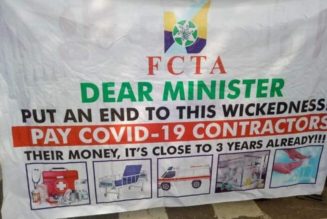 FCTA
DEAR MINISTER
PUT AN END TO THIS WICKEDNESS
PAY COVID-19 CONTRACTORS
THEIR MONEY, IT'S CLOSE TO 3 YEARS ALREADY!!!